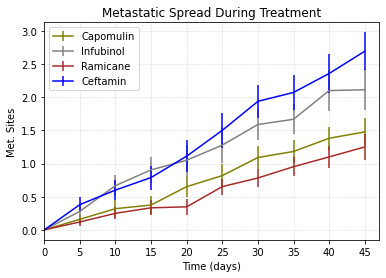 Metastatic Spread During Treatment
Capomulin
Infubinol
Ramicane
Ceftamin
Met. Sites
3.0
2.5
2.0
1.5
1.0
0.5
0.0
0 5 10 15 20 25 30 35 40 45
Time (days)